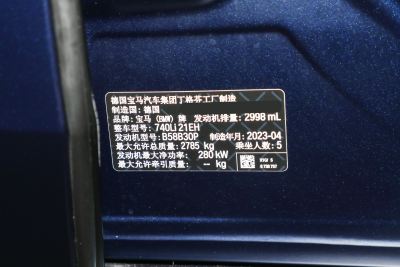 德国宝马汽车集团丁格芬工厂制造
制造国: 德国
品牌: 宝马 (BMW) 牌 发动机排量: 2998 mL
整车型号: 740Li 21EH
发动机型号: B58B30P 制造年月: 2023-04
最大允许总质量: 2785 kg 乘坐人数: 5
发动机最大净功率: 280 kW
最大允许牵引质量: -- kg